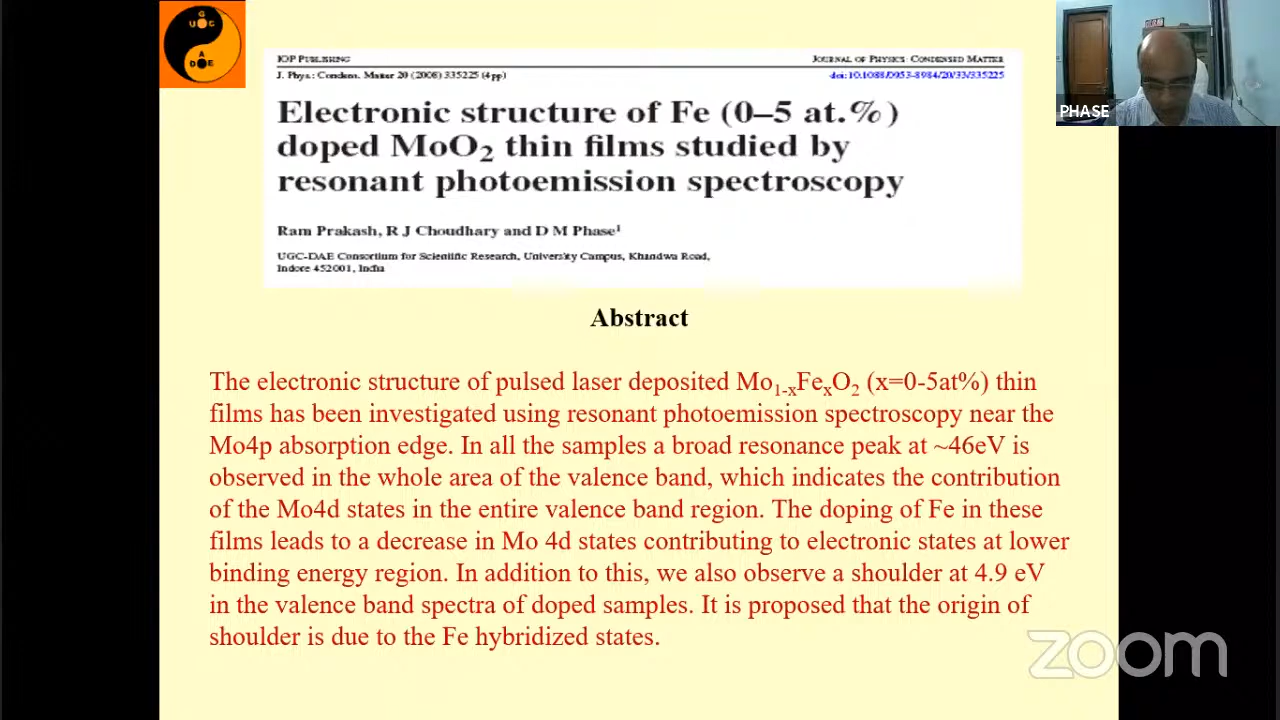 U G C
D A E
IOP PUBLISHING JOURNAL OF PHYSICS: CONDENSED MATTER
J. Phys.: Condens. Matter 20 (2008) 335225 (4pp) doi:10.1088/0953-8984/20/33/335225
Electronic structure of Fe (0–5 at.%)
doped MoO2 thin films studied by
resonant photoemission spectroscopy
Ram Prakash, R J Choudhary and D M Phase1
UGC-DAE Consortium for Scientific Research, University Campus, Khandwa Road,
Indore 452001, India
PHASE
Abstract
The electronic structure of pulsed laser deposited Mo1-xFexO2 (x=0-5at%) thin
films has been investigated using resonant photoemission spectroscopy near the
Mo4p absorption edge. In all the samples a broad resonance peak at ~46eV is
observed in the whole area of the valence band, which indicates the contribution
of the Mo4d states in the entire valence band region. The doping of Fe in these
films leads to a decrease in Mo 4d states contributing to electronic states at lower
binding energy region. In addition to this, we also observe a shoulder at 4.9 eV
in the valence band spectra of doped samples. It is proposed that the origin of
shoulder is due to the Fe hybridized states.
zoom